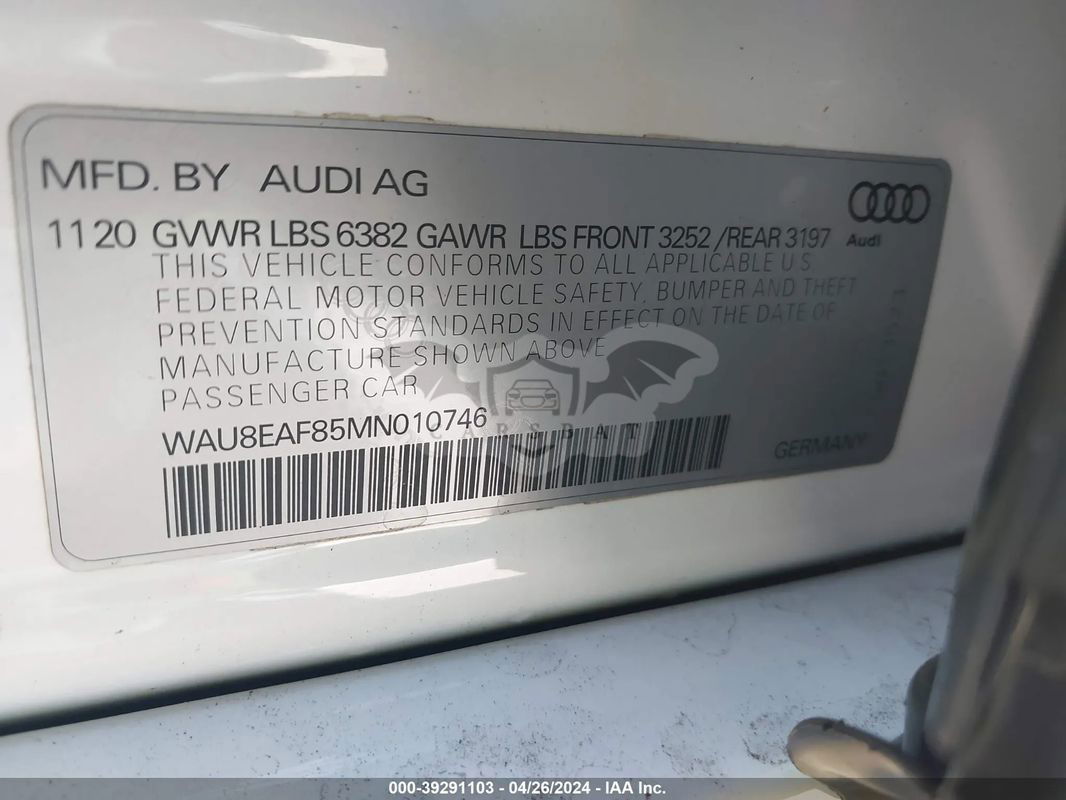 MFD. BY AUDI AG
1120 GVWR LBS 6382 GAWR LBS FRONT 3252 /REAR 3197
Audi
THIS VEHICLE CONFORMS TO ALL APPLICABLE U S
FEDERAL MOTOR VEHICLE SAFETY, BUMPER AND THEFT
PREVENTION STANDARDS IN EFFECT ON THE DATE OF
MANUFACTURE SHOWN ABOVE
PASSENGER CAR
WAU8EAF85MN010746
CARSBAT
GERMANY
000-39291103 - 04/26/2024 - IAA Inc.